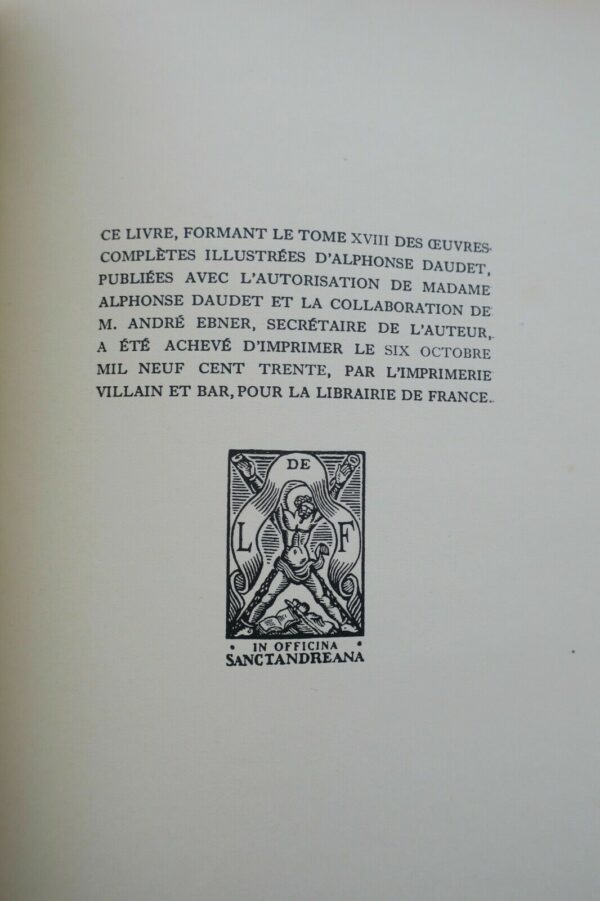 CE LIVRE, FORMANT LE TOME XVIII DES ŒUVRES
COMPLÈTES ILLUSTRÉES D'ALPHONSE DAUDET,
PUBLIÉES AVEC L'AUTORISATION DE MADAME
ALPHONSE DAUDET ET LA COLLABORATION DE
M. ANDRÉ EBNER, SECRÉTAIRE DE L'AUTEUR,
A ÉTÉ ACHEVÉ D'IMPRIMER LE SIX OCTOBRE
MIL NEUF CENT TRENTE, PAR L'IMPRIMERIE
VILLAIN ET BAR, POUR LA LIBRAIRIE DE FRANCE.
DE
L F
• IN OFFICINA •
SANCTANDREANA